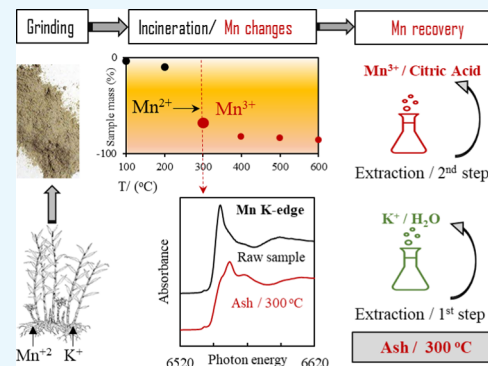 Grinding
Incineration/ Mn changes
Mn recovery
Sample mass (%)
0
-100
Mn²⁺
Mn³⁺
100 200 300 400 500 600
T/ (°C)
Mn K-edge
Raw sample
Ash / 300 °C
Absorbance
6520
6620
Photon energy
Mn⁺²
K⁺
Mn³⁺ / Citric Acid
Extraction / 2ⁿᵈ step
K⁺ / H₂O
Extraction / 1ˢᵗ step
Ash / 300 °C